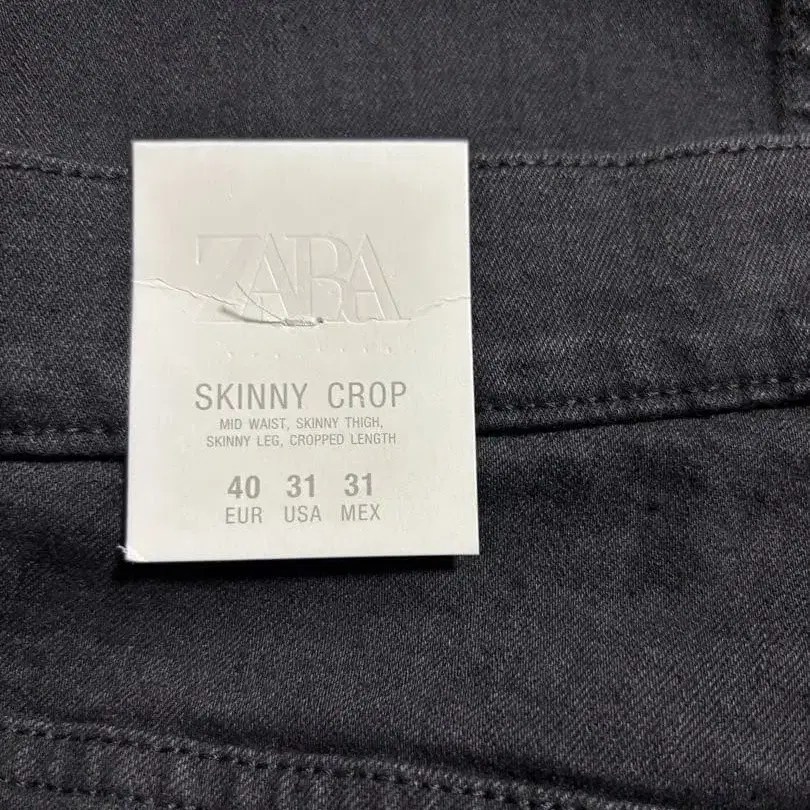 ZARA
SKINNY CROP
MID WAIST, SKINNY THIGH,
SKINNY LEG, CROPPED LENGTH
40 31 31
EUR USA MEX